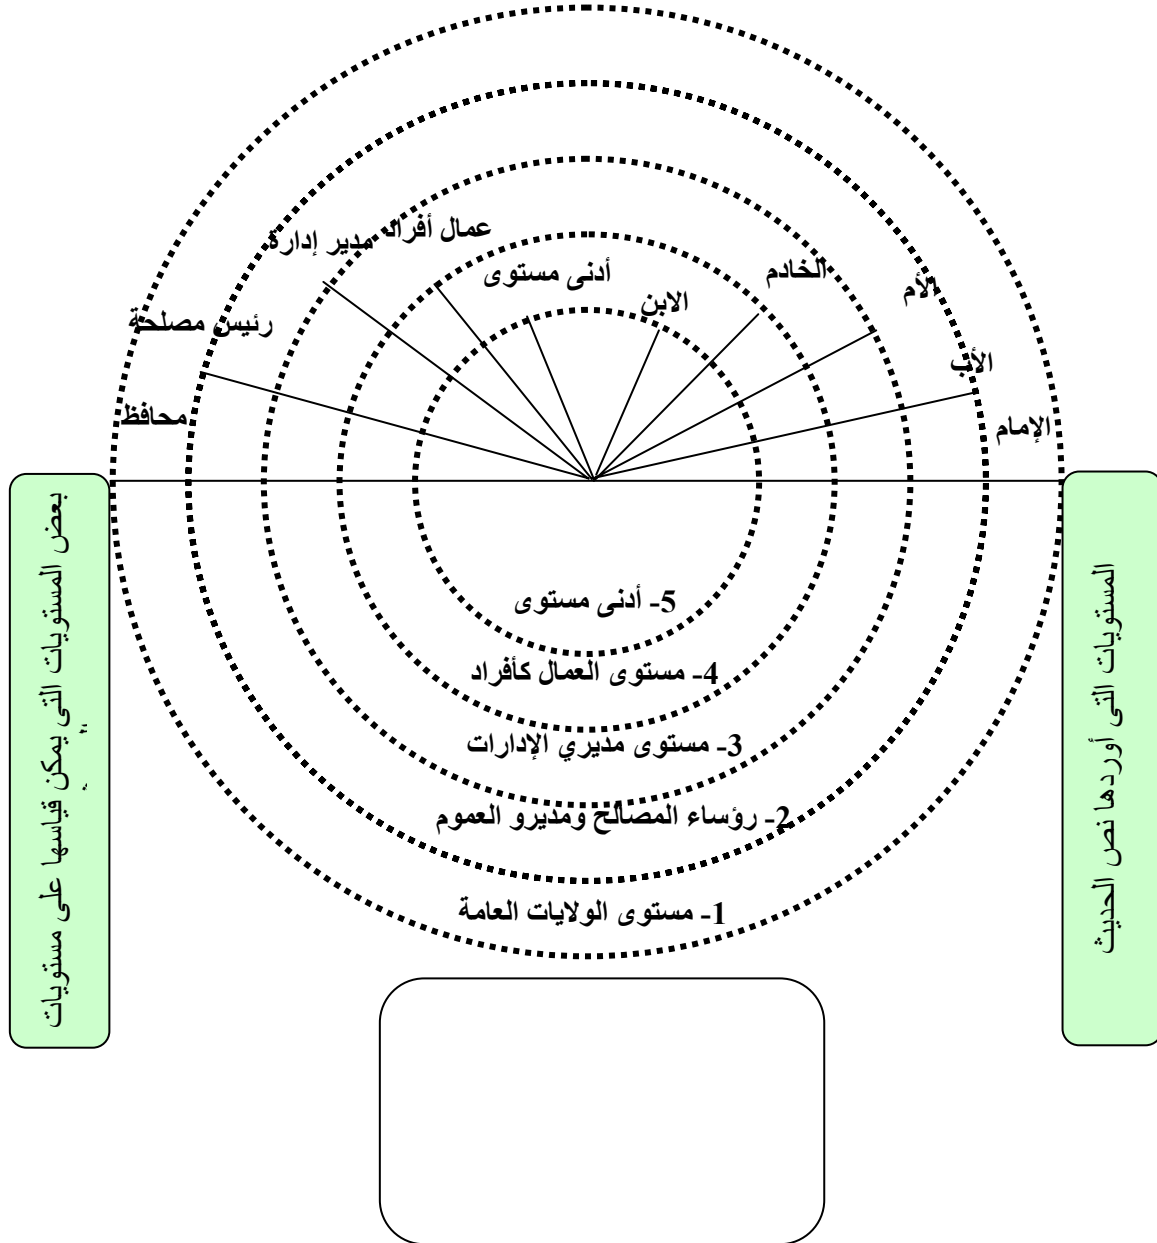 عمال أفراد
مدير إدارة
أدنى مستوى
الخادم
الأم
الابن
رئيس مصلحة
الأب
محافظ
الإمام
المستويات التى أوردها نص الحديث
بعض المستويات التى يمكن قياسها على مستويات
5- أدنى مستوى
4- مستوى العمال كأفراد
3- مستوى مديري الإدارات
2- رؤساء المصالح ومديرو العموم
1- مستوى الولايات العامة